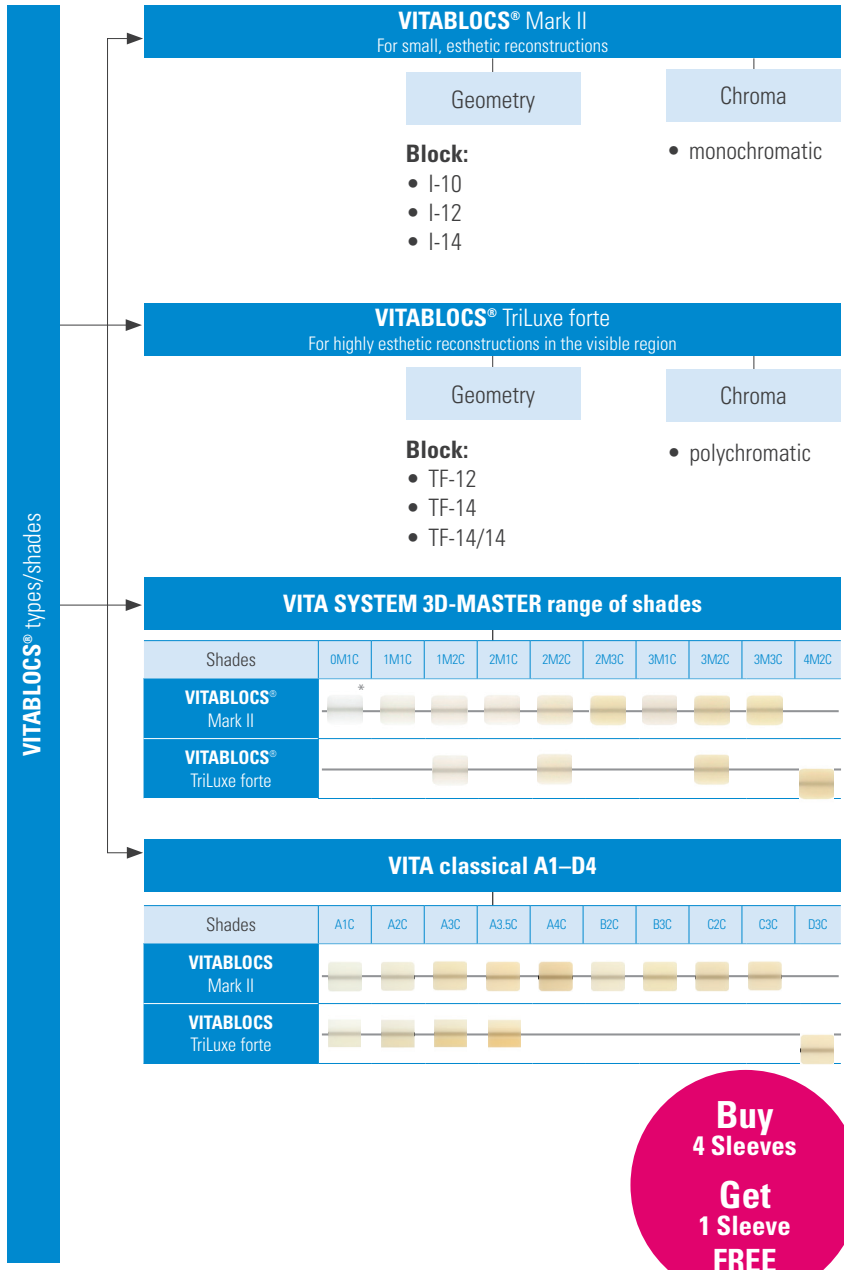 VITABLOCS® types/shades
VITABLOCS® Mark II
For small, esthetic reconstructions
Geometry
Chroma
Block:
• I-10
• I-12
• I-14
• monochromatic
VITABLOCS® TriLuxe forte
For highly esthetic reconstructions in the visible region
Geometry
Chroma
Block:
• TF-12
• TF-14
• TF-14/14
• polychromatic
VITA SYSTEM 3D-MASTER range of shades
Shades 0M1C 1M1C 1M2C 2M1C 2M2C 2M3C 3M1C 3M2C 3M3C 4M2C
*
VITABLOCS®
Mark II
VITABLOCS®
TriLuxe forte
VITA classical A1–D4
Shades A1C A2C A3C A3.5C A4C B2C B3C C2C C3C D3C
VITABLOCS
Mark II
VITABLOCS
TriLuxe forte
Buy
4 Sleeves
Get
1 Sleeve
FREE